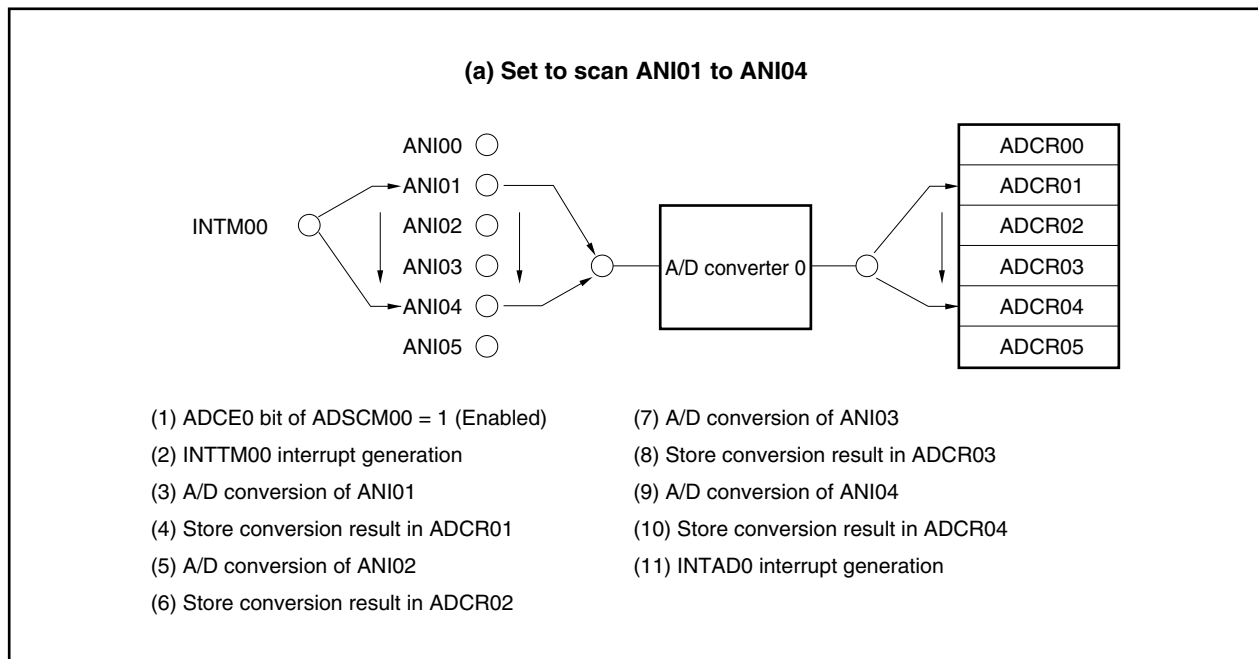 (a) Set to scan ANI01 to ANI04
ANI00
ANI01
INTM00
ANI02
ANI03
ANI04
ANI05
A/D converter 0
ADCR00
ADCR01
ADCR02
ADCR03
ADCR04
ADCR05
(1) ADCE0 bit of ADSCM00 = 1 (Enabled)
(2) INTTM00 interrupt generation
(3) A/D conversion of ANI01
(4) Store conversion result in ADCR01
(5) A/D conversion of ANI02
(6) Store conversion result in ADCR02
(7) A/D conversion of ANI03
(8) Store conversion result in ADCR03
(9) A/D conversion of ANI04
(10) Store conversion result in ADCR04
(11) INTAD0 interrupt generation